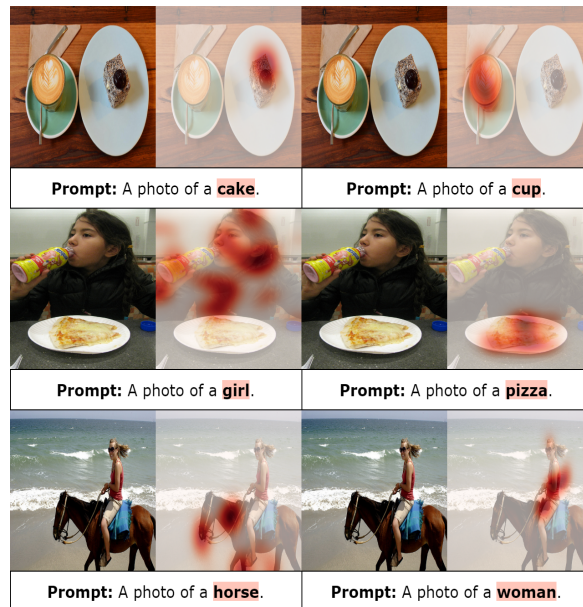 Prompt: A photo of a cake.
Prompt: A photo of a cup.
Prompt: A photo of a girl.
Prompt: A photo of a pizza.
Prompt: A photo of a horse.
Prompt: A photo of a woman.